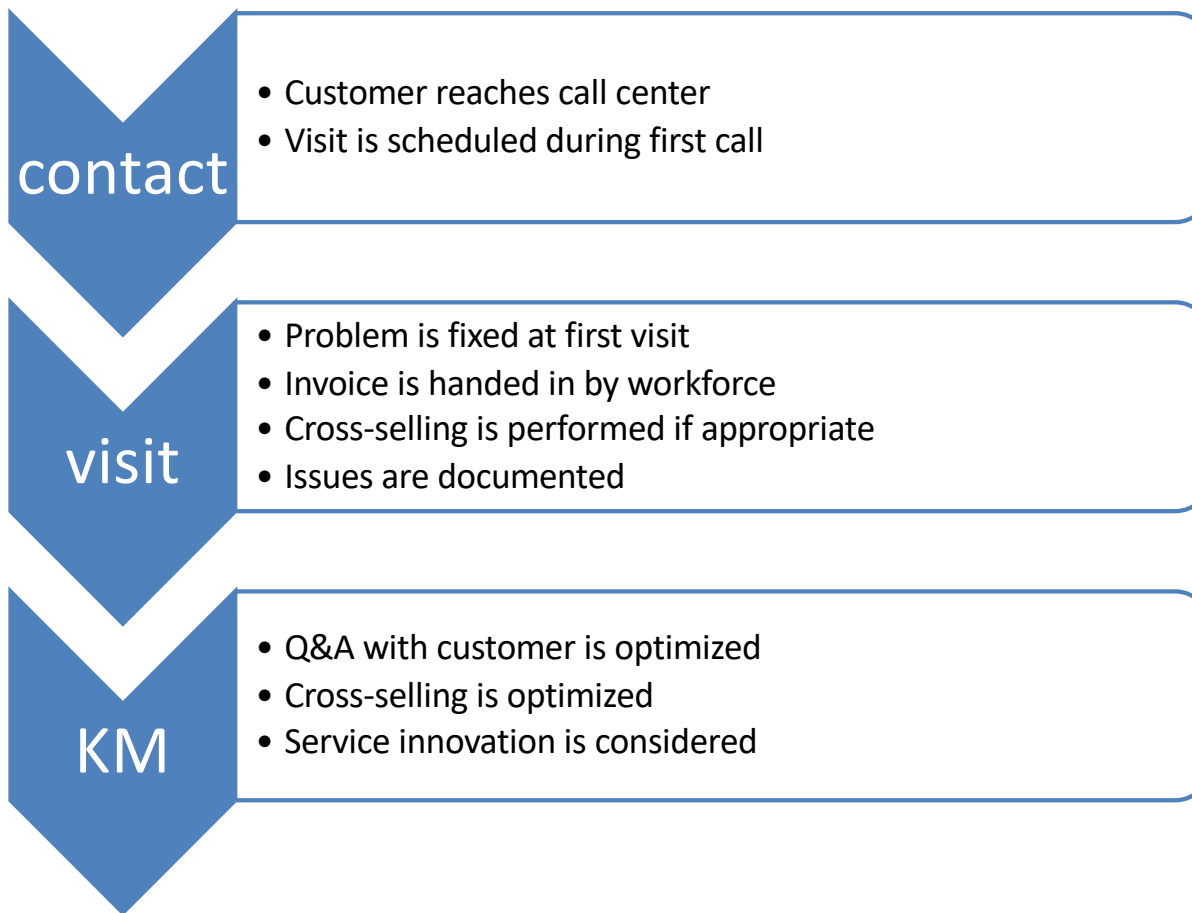 contact
• Customer reaches call center
• Visit is scheduled during first call
visit
• Problem is fixed at first visit
• Invoice is handed in by workforce
• Cross-selling is performed if appropriate
• Issues are documented
KM
• Q&A with customer is optimized
• Cross-selling is optimized
• Service innovation is considered